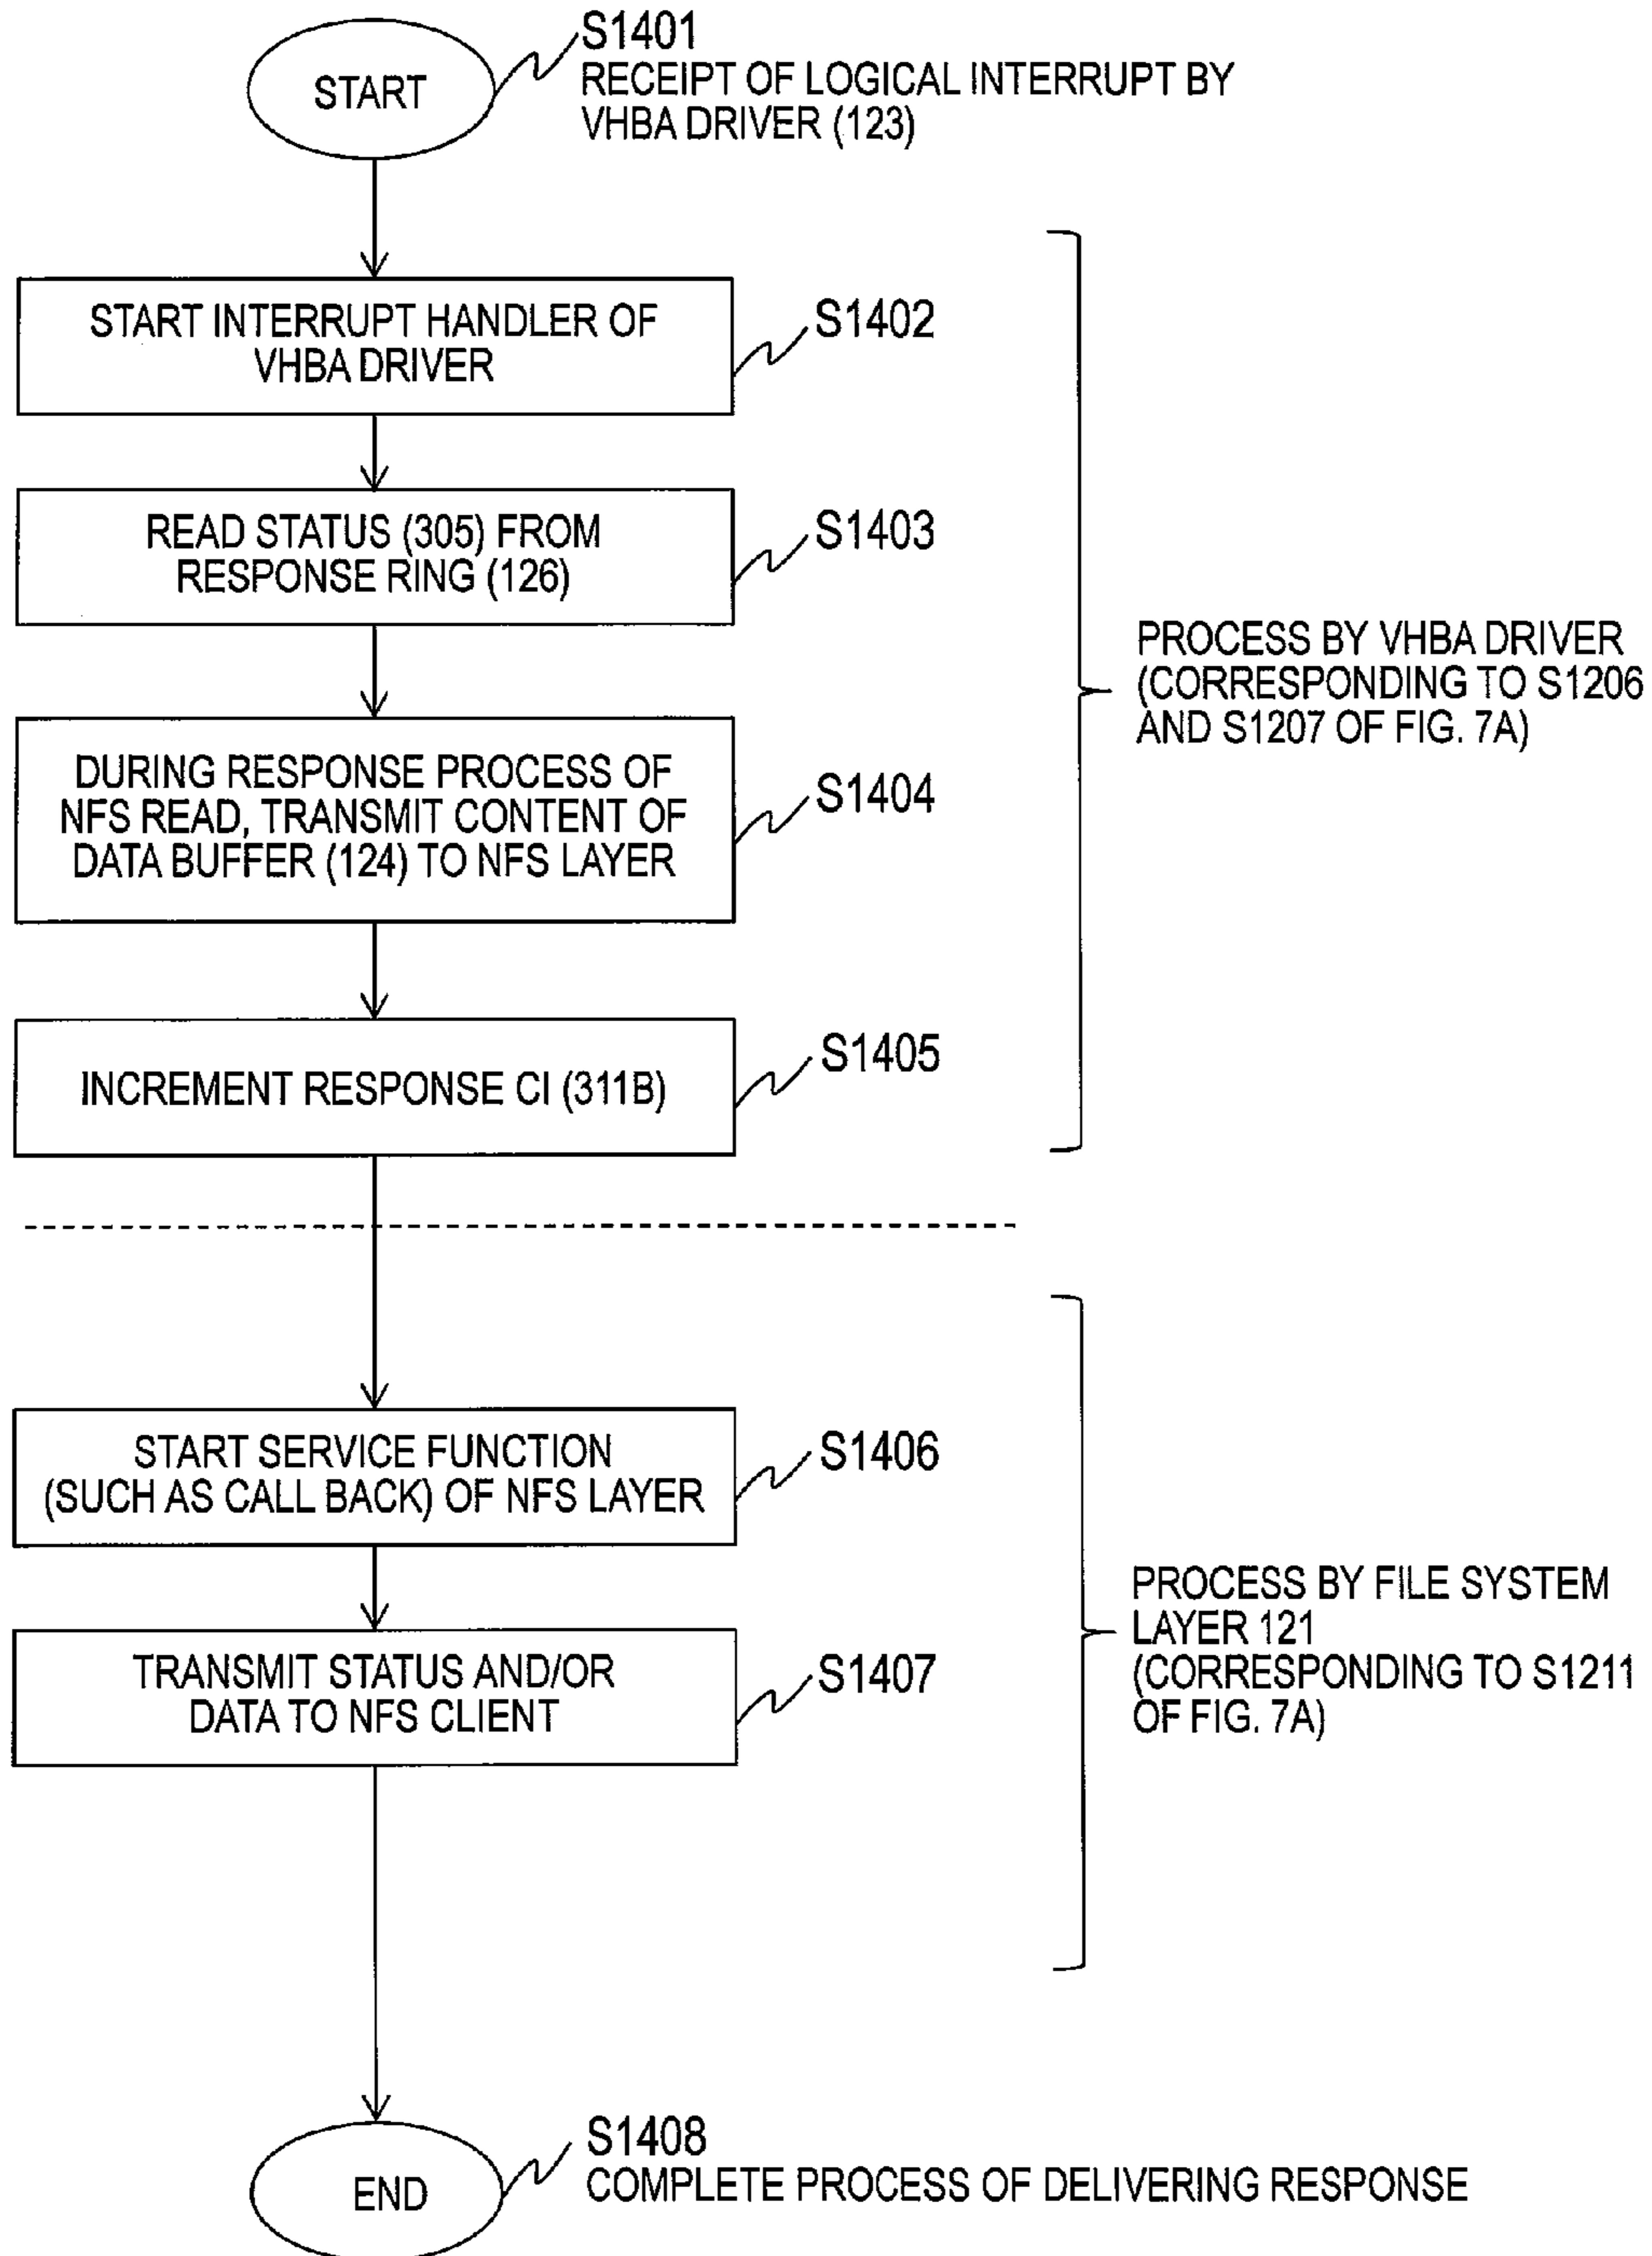 START
S1401
RECEIPT OF LOGICAL INTERRUPT BY
VHBA DRIVER (123)
START INTERRUPT HANDLER OF
VHBA DRIVER
S1402
READ STATUS (305) FROM
RESPONSE RING (126)
S1403
DURING RESPONSE PROCESS OF
NFS READ, TRANSMIT CONTENT OF
DATA BUFFER (124) TO NFS LAYER
S1404
INCREMENT RESPONSE CI (311B)
S1405
PROCESS BY VHBA DRIVER
(CORRESPONDING TO S1206
AND S1207 OF FIG. 7A)
START SERVICE FUNCTION
(SUCH AS CALL BACK) OF NFS LAYER
S1406
TRANSMIT STATUS AND/OR
DATA TO NFS CLIENT
S1407
PROCESS BY FILE SYSTEM
LAYER 121
(CORRESPONDING TO S1211
OF FIG. 7A)
END
S1408
COMPLETE PROCESS OF DELIVERING RESPONSE